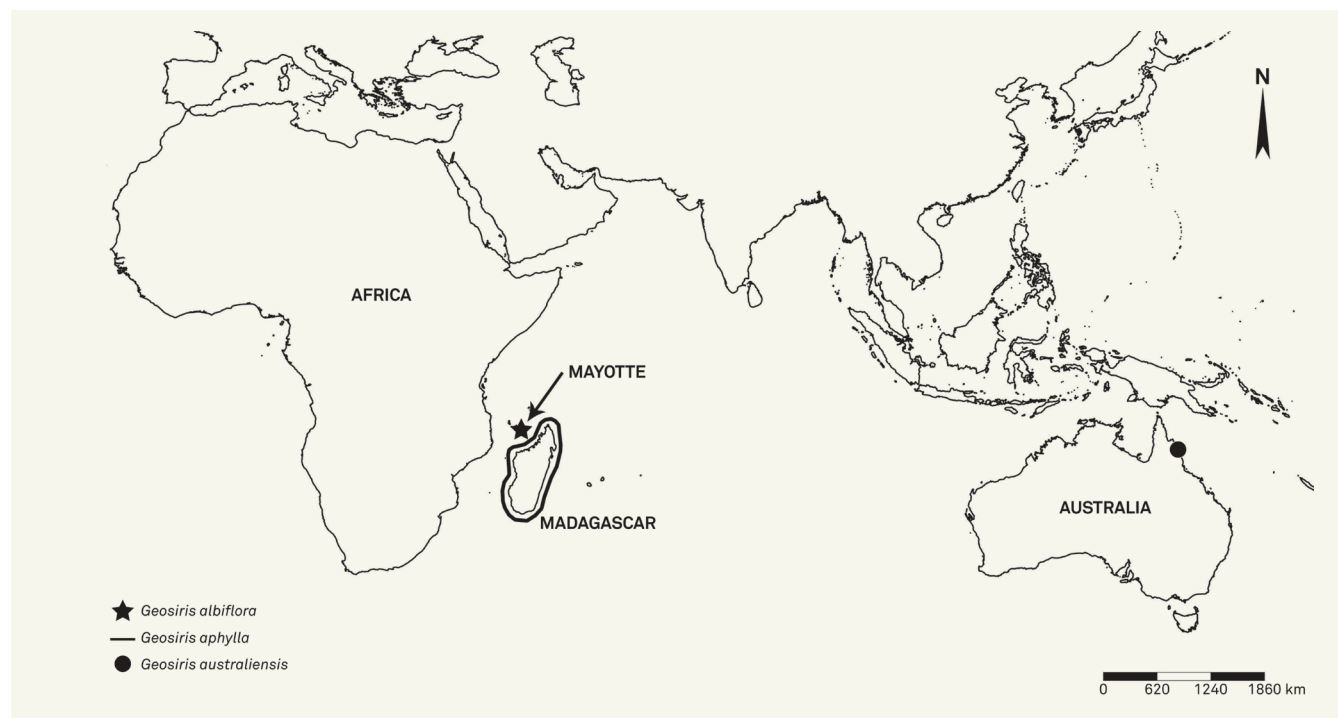 N
AFRICA
MAYOTTE
AUSTRALIA
MADAGASCAR
Geosiris albiflora
Geosiris aphylla
Geosiris australiensis
0 620 1240 1860 km